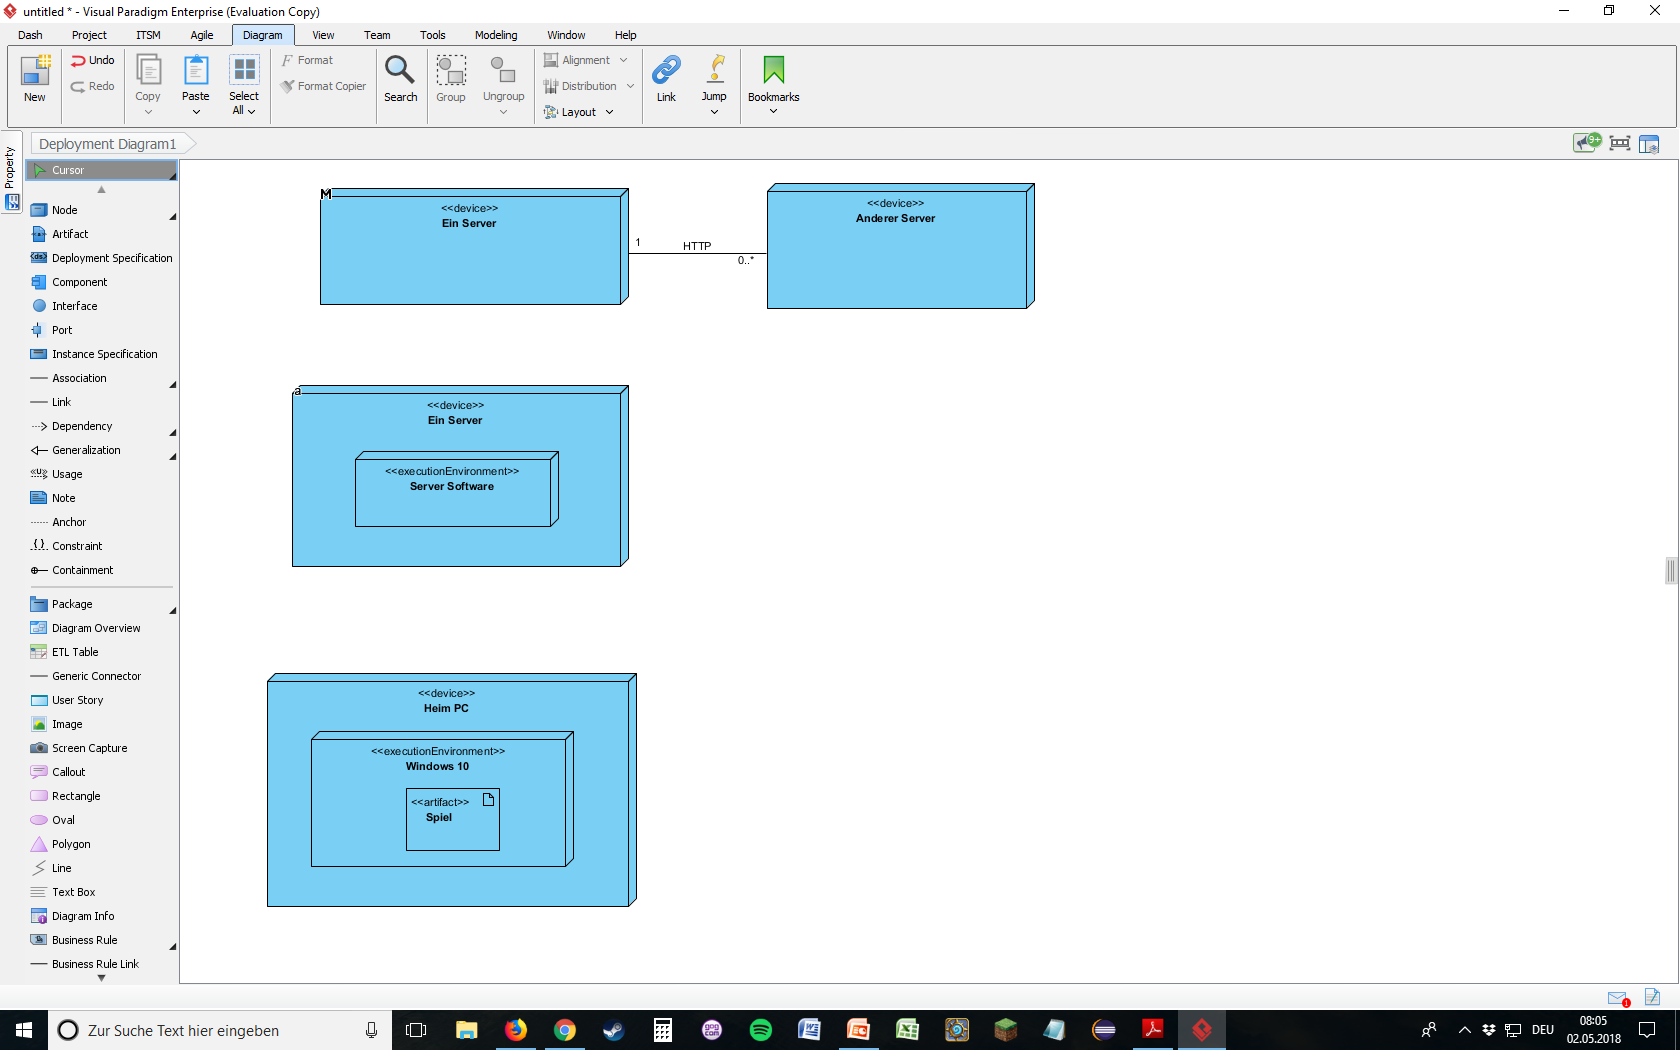 untitled * - Visual Paradigm Enterprise (Evaluation Copy)
Dash Project ITSM Agile Diagram View Team Tools Modeling Window Help
New
Undo
Redo
Copy
Paste
Select
All
Format
Format Copier
Search
Group
Ungroup
Alignment
Distribution
Layout
Link
Jump
Bookmarks
Property
Deployment Diagram1
9+
Cursor
Node
Artifact
Deployment Specification
Component
Interface
Port
Instance Specification
Association
Link
Dependency
Generalization
Usage
Note
Anchor
Constraint
Containment
Package
Diagram Overview
ETL Table
Generic Connector
User Story
Image
Screen Capture
Callout
Rectangle
Oval
Polygon
Line
Text Box
Diagram Info
Business Rule
Business Rule Link
M
<<device>>
Ein Server
1
HTTP
0..*
<<device>>
Anderer Server
a
<<device>>
Ein Server
<<executionEnvironment>>
Server Software
<<device>>
Heim PC
<<executionEnvironment>>
Windows 10
<<artifact>>
Spiel
1
Zur Suche Text hier eingeben
DEU
08:05
02.05.2018